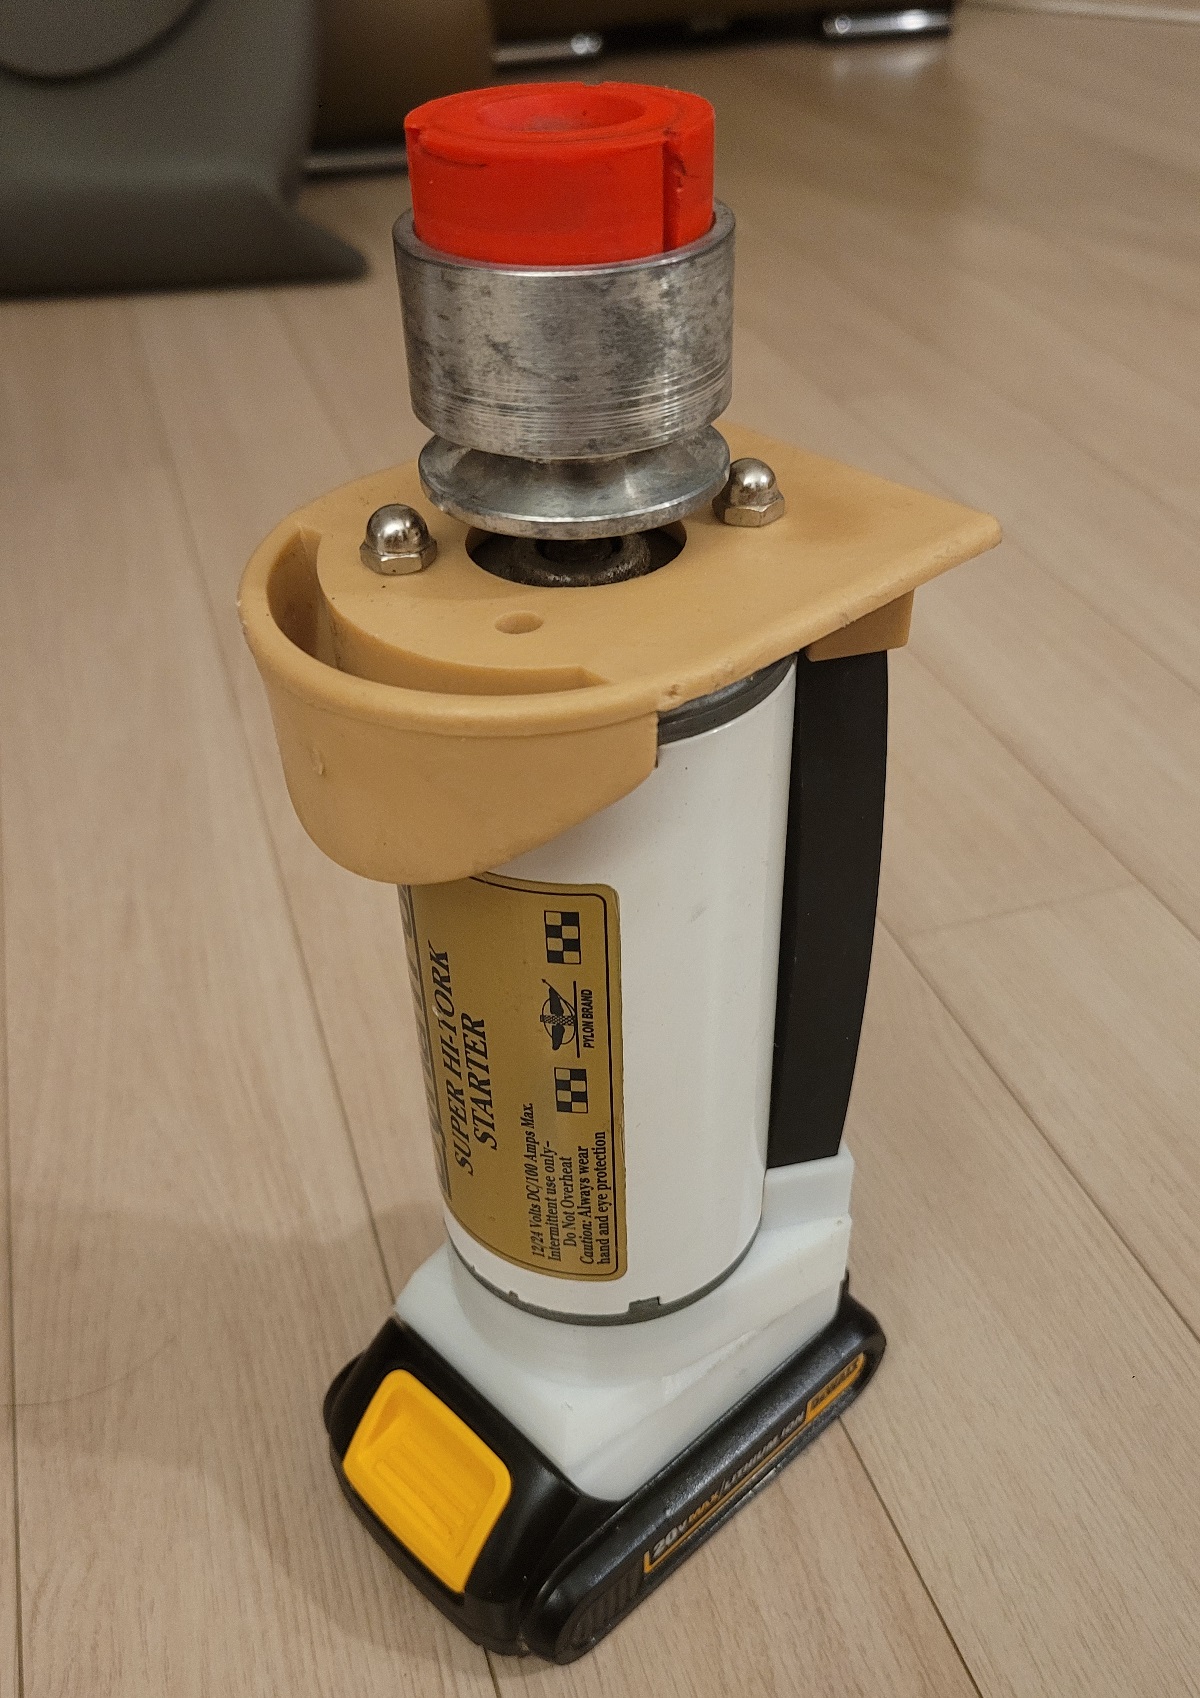 SUPER HI-TORK
STARTER
12/24 Volts DC/100 Amps Max.
Intermittent use only-
Do Not Overheat
Caution: Always wear
hand and eye protection
PYLON BRAND
20V MAX/LITHIUM ION
DEWALT